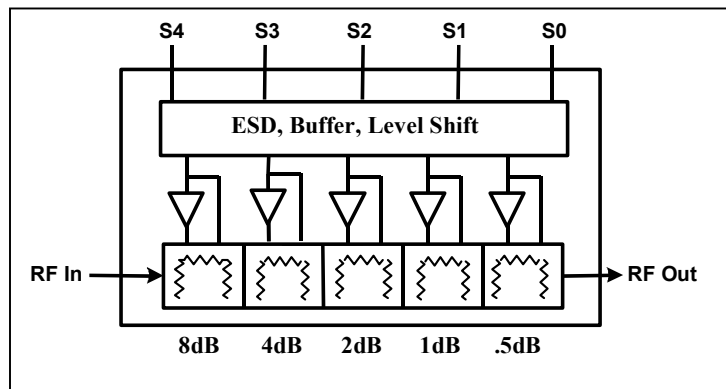 S4 S3 S2 S1 S0
ESD, Buffer, Level Shift
RF In
RF Out
8dB 4dB 2dB 1dB .5dB